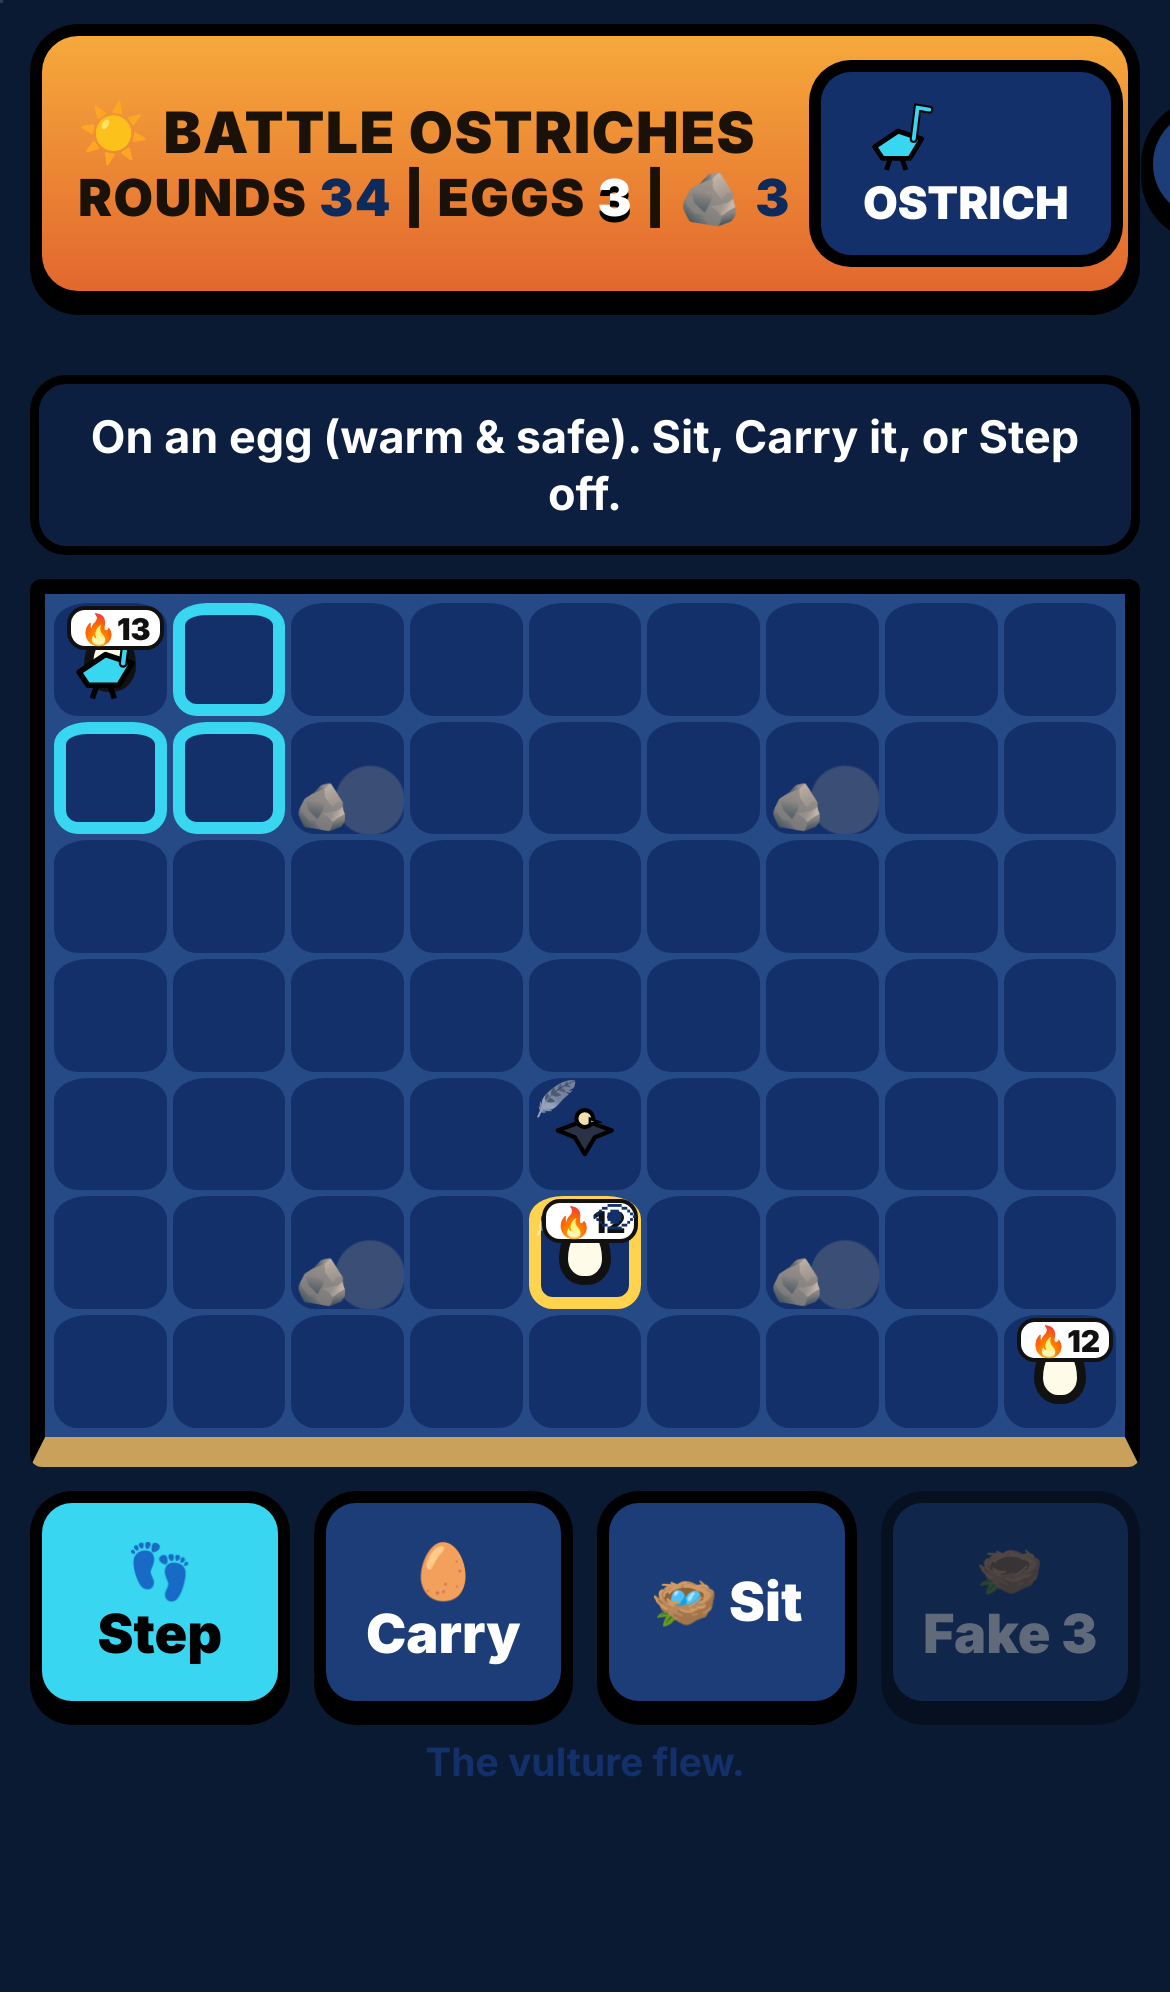 BATTLE OSTRICHES
ROUNDS 34 | EGGS 3 | 3
OSTRICH
On an egg (warm & safe). Sit, Carry it, or Step
off.
13
12
12
Step
Carry
Sit
Fake 3
The vulture flew.